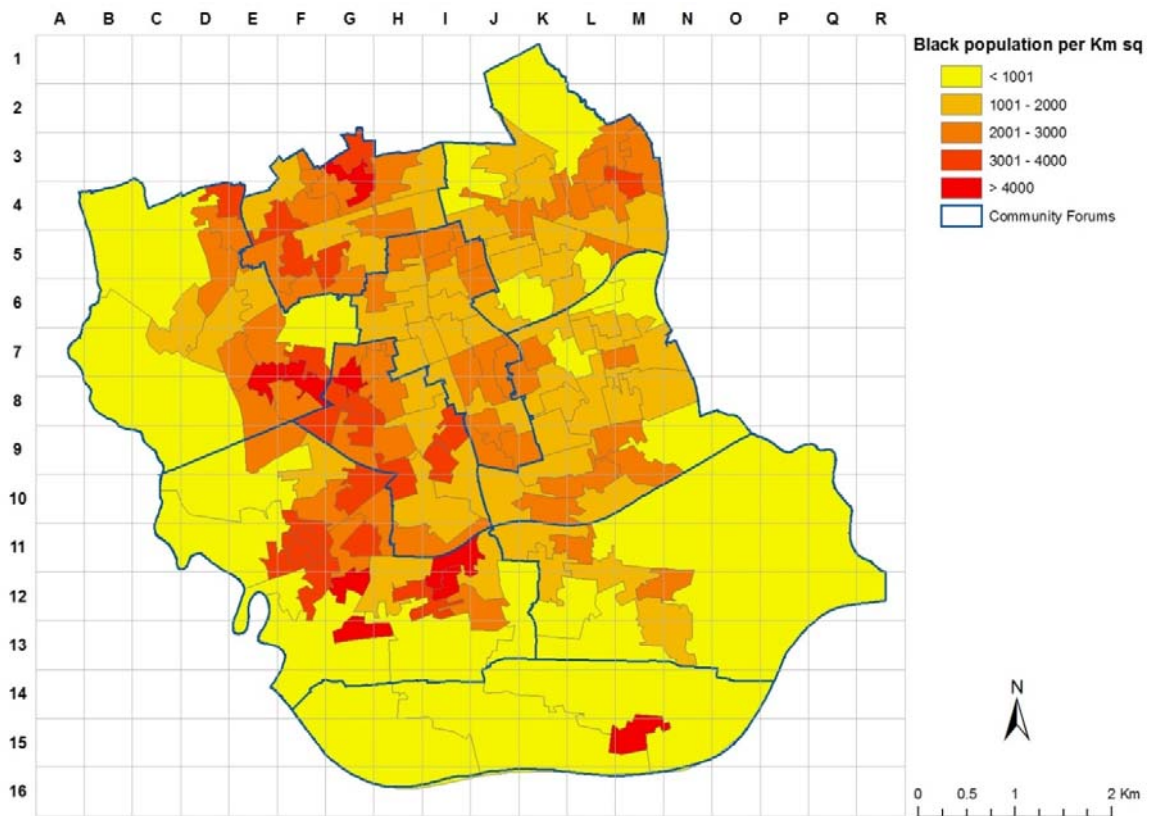 A B C D E F G H I J K L M N O P Q R
Black population per Km sq
< 1001
1001 - 2000
2001 - 3000
3001 - 4000
> 4000
Community Forums
1
2
3
4
5
6
7
8
9
10
11
12
13
14
15
16
N
0 0.5 1 2 Km